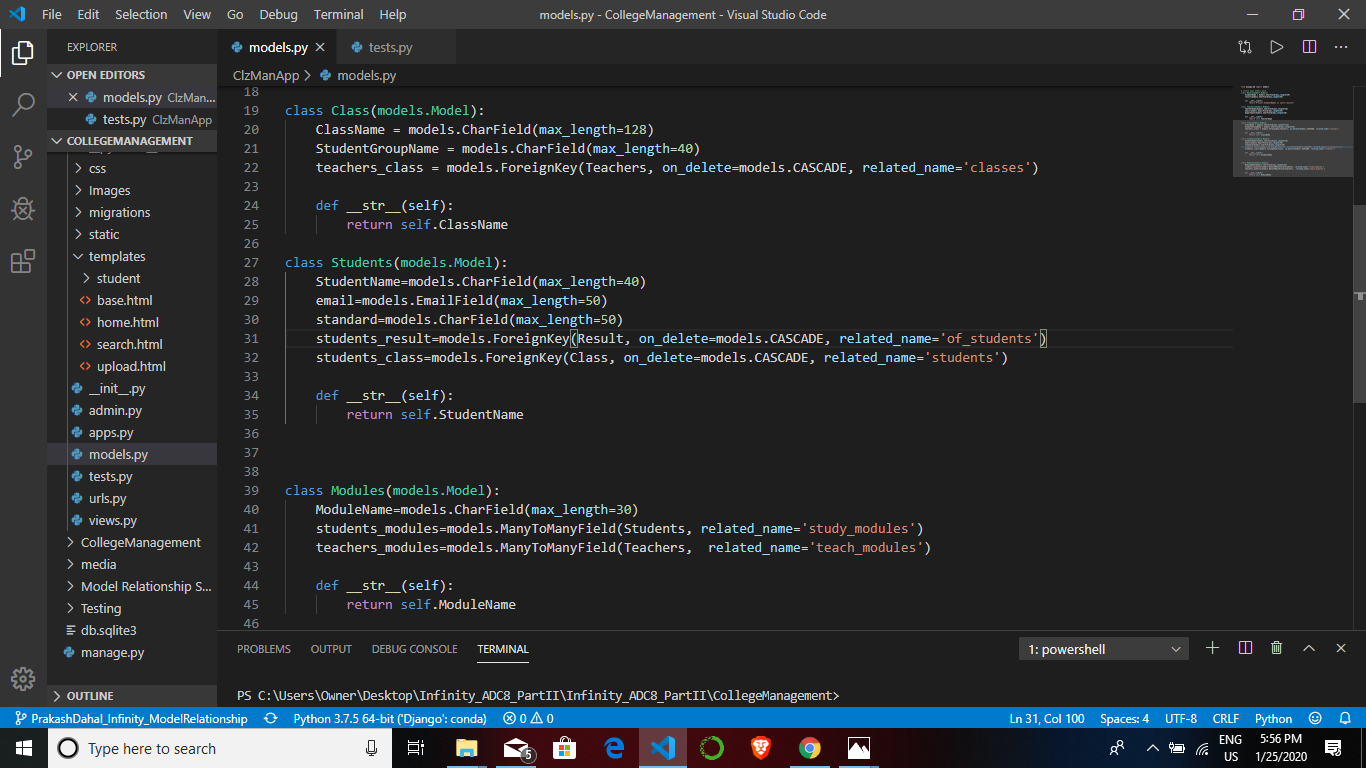 File Edit Selection View Go Debug Terminal Help models.py - CollegeManagement - Visual Studio Code
EXPLORER
OPEN EDITORS
models.py ClzMan...
tests.py ClzManApp
COLLEGEMANAGEMENT
css
Images
migrations
static
templates
student
base.html
home.html
search.html
upload.html
__init__.py
admin.py
apps.py
models.py
tests.py
urls.py
views.py
CollegeManagement
media
Model Relationship S...
Testing
db.sqlite3
manage.py
OUTLINE
models.py tests.py
ClzManApp > models.py
18
19 class Class(models.Model):
20 ClassName = models.CharField(max_length=128)
21 StudentGroupName = models.CharField(max_length=40)
22 teachers_class = models.ForeignKey(Teachers, on_delete=models.CASCADE, related_name='classes')
23
24 def __str__(self):
25 return self.ClassName
26
27 class Students(models.Model):
28 StudentName=models.CharField(max_length=40)
29 email=models.EmailField(max_length=50)
30 standard=models.CharField(max_length=50)
31 students_result=models.ForeignKey(Result, on_delete=models.CASCADE, related_name='of_students')
32 students_class=models.ForeignKey(Class, on_delete=models.CASCADE, related_name='students')
33
34 def __str__(self):
35 return self.StudentName
36
37
38
39 class Modules(models.Model):
40 ModuleName=models.CharField(max_length=30)
41 students_modules=models.ManyToManyField(Students, related_name='study_modules')
42 teachers_modules=models.ManyToManyField(Teachers,  related_name='teach_modules')
43
44 def __str__(self):
45 return self.ModuleName
46
PROBLEMS OUTPUT DEBUG CONSOLE TERMINAL 1: powershell
PS C:\Users\Owner\Desktop\Infinity_ADC8_PartII\Infinity_ADC8_PartII\CollegeManagement>
PrakashDahal_Infinity_ModelRelationship Python 3.7.5 64-bit ('Django': conda) 0 0 Ln 31, Col 100 Spaces: 4 UTF-8 CRLF Python
Type here to search 5 ENG US 5:56 PM 1/25/2020